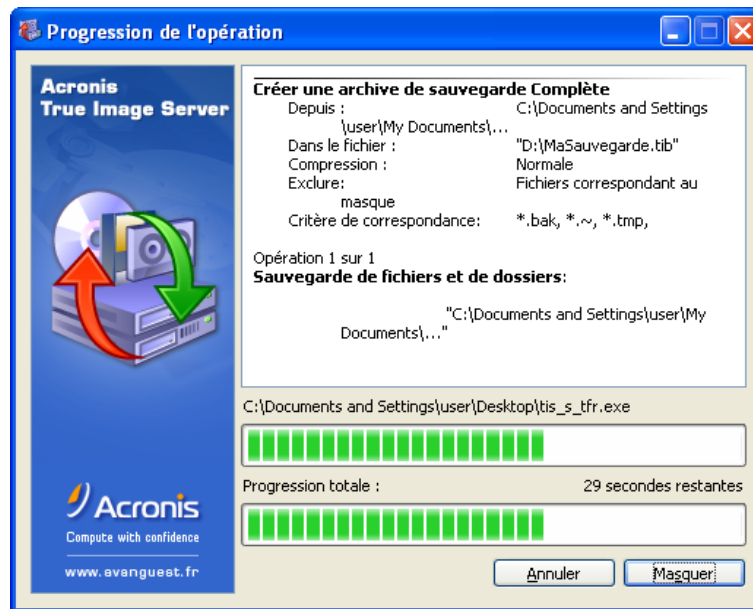 Progression de l'opération
Acronis
True Image Server
Créer une archive de sauvegarde Complète
Depuis : C:\Documents and Settings
\user\My Documents\...
Dans le fichier : "D:\MaSauvegarde.tib"
Compression : Normale
Exclure: Fichiers correspondant au
masque
Critère de correspondance: *.bak, *.~, *.tmp,
Opération 1 sur 1
Sauvegarde de fichiers et de dossiers:
"C:\Documents and Settings\user\My
Documents\..."
C:\Documents and Settings\user\Desktop\tis_s_tfr.exe
Progression totale : 29 secondes restantes
Acronis
Compute with confidence
www.avanquest.fr
Annuler Masquer